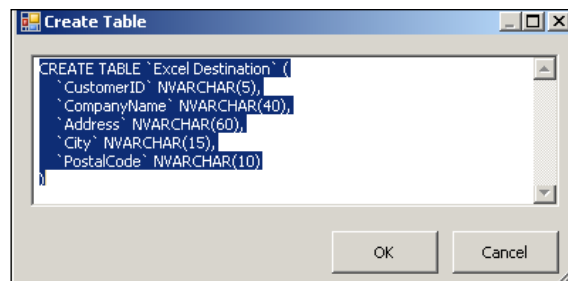 Create Table
CREATE TABLE `Excel Destination` (
`CustomerID` NVARCHAR(5),
`CompanyName` NVARCHAR(40),
`Address` NVARCHAR(60),
`City` NVARCHAR(15),
`PostalCode` NVARCHAR(10)
)
OK Cancel